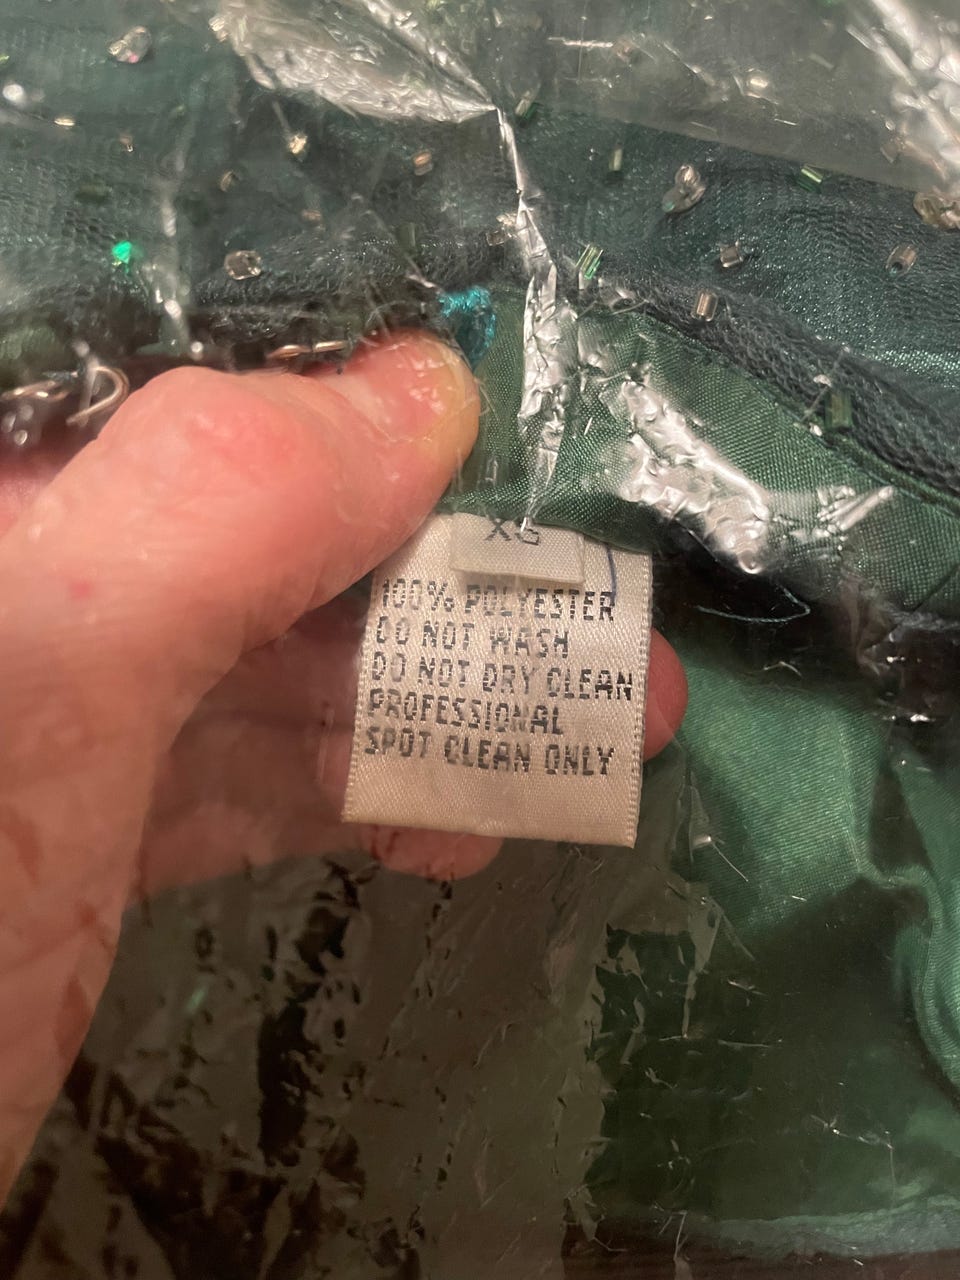 XS
100% POLYESTER
DO NOT WASH
DO NOT DRY CLEAN
PROFESSIONAL
SPOT CLEAN ONLY